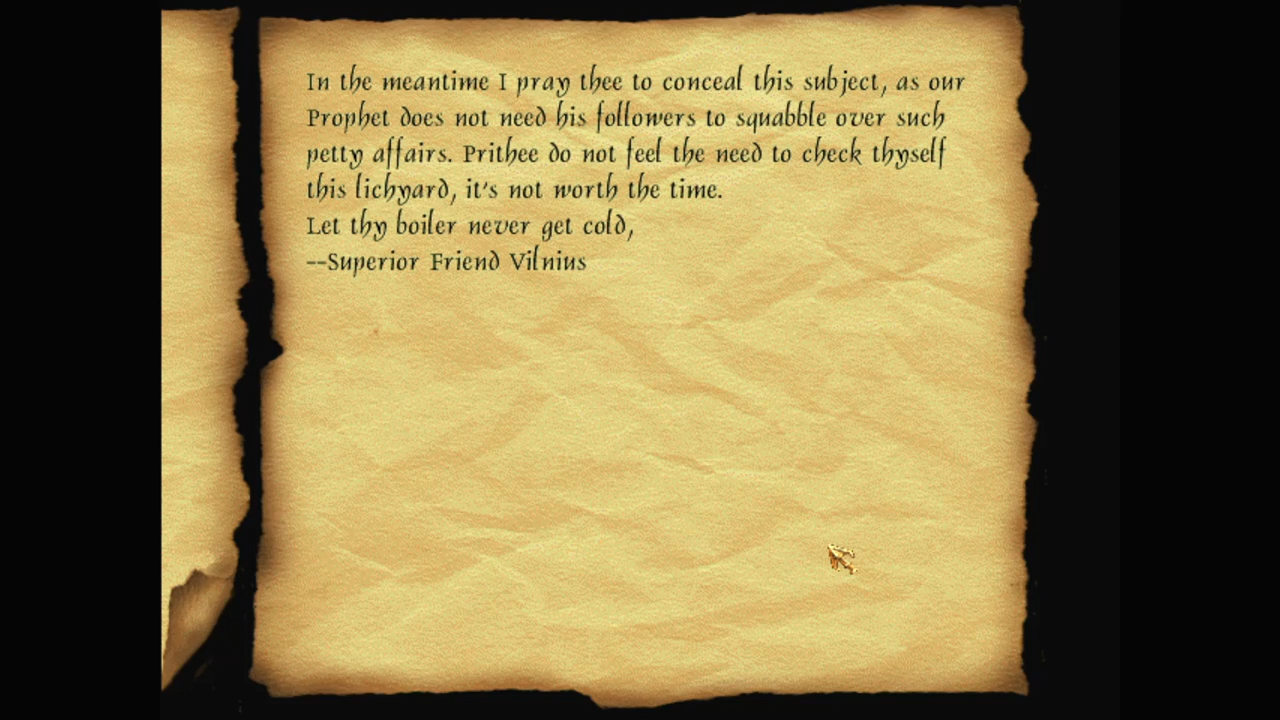 In the meantime I pray thee to conceal this subject, as our
Prophet does not need his followers to squabble over such
petty affairs. Prithee do not feel the need to check thyself
this lichyard, it's not worth the time.
Let thy boiler never get cold,
--Superior Friend Vilnius